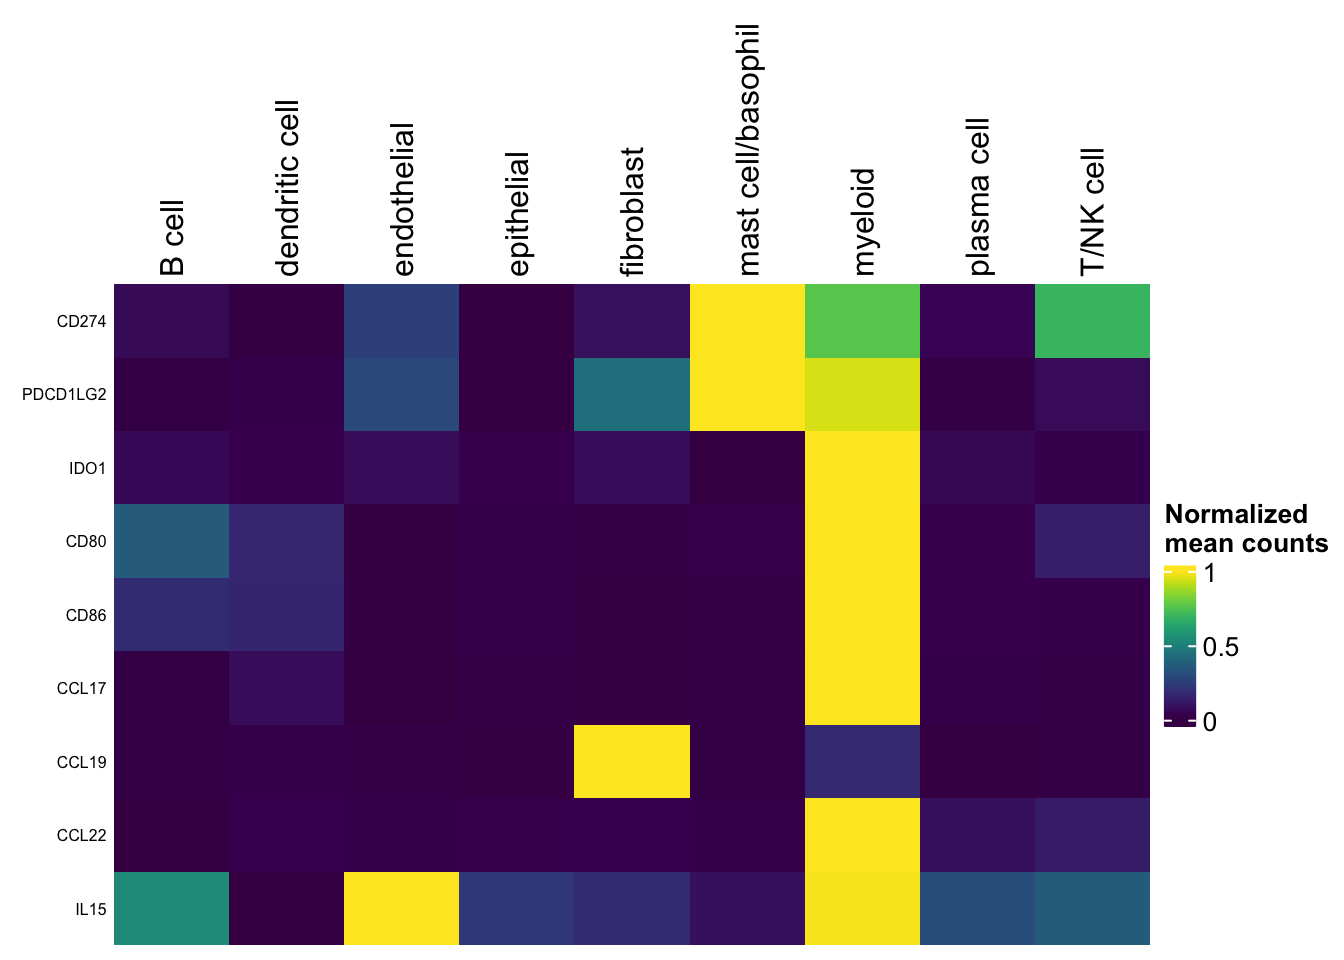 B cell
dendritic cell
endothelial
epithelial
fibroblast
mast cell/basophil
myeloid
plasma cell
T/NK cell
CD274
PDCD1LG2
IDO1
CD80
CD86
CCL17
CCL19
CCL22
IL15
Normalized
mean counts
1
0.5
0